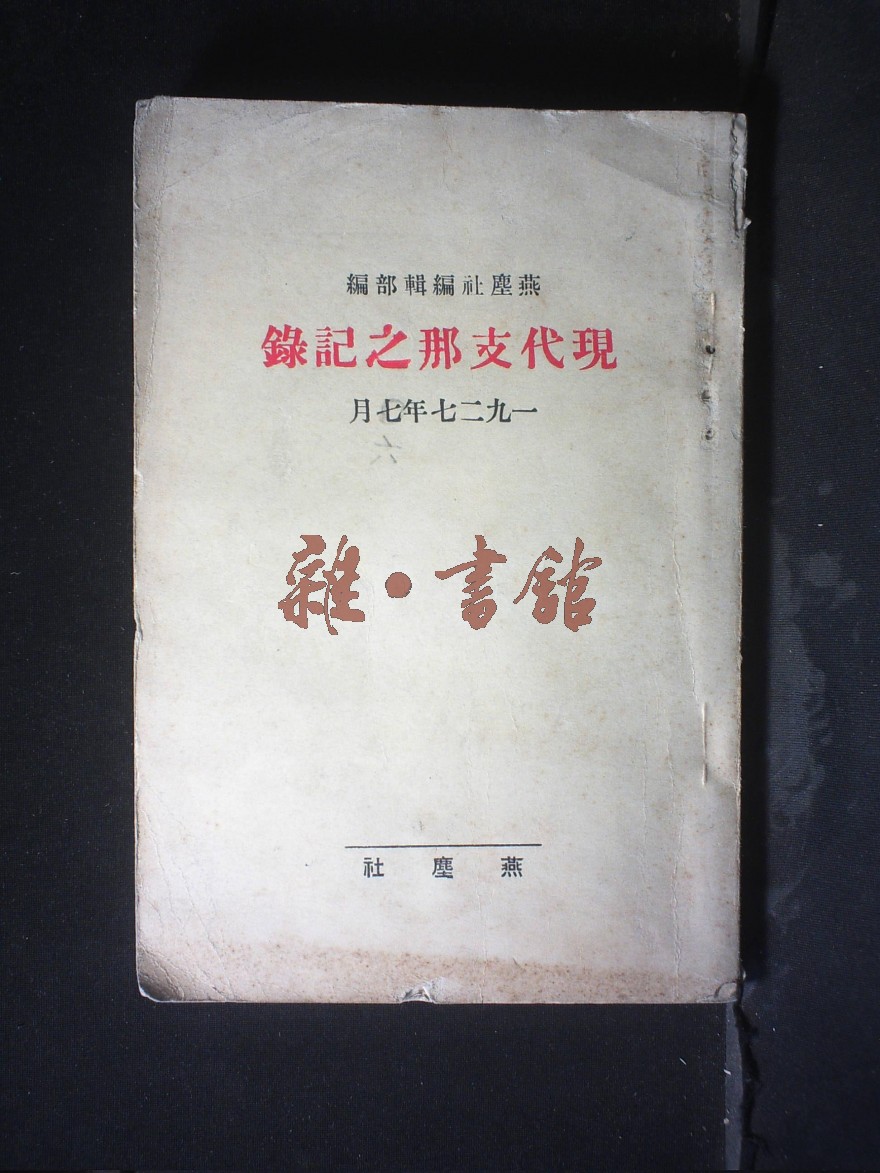 燕塵社編輯部編
現代支那之記錄
一九二七年七月
雜•書館
燕塵社